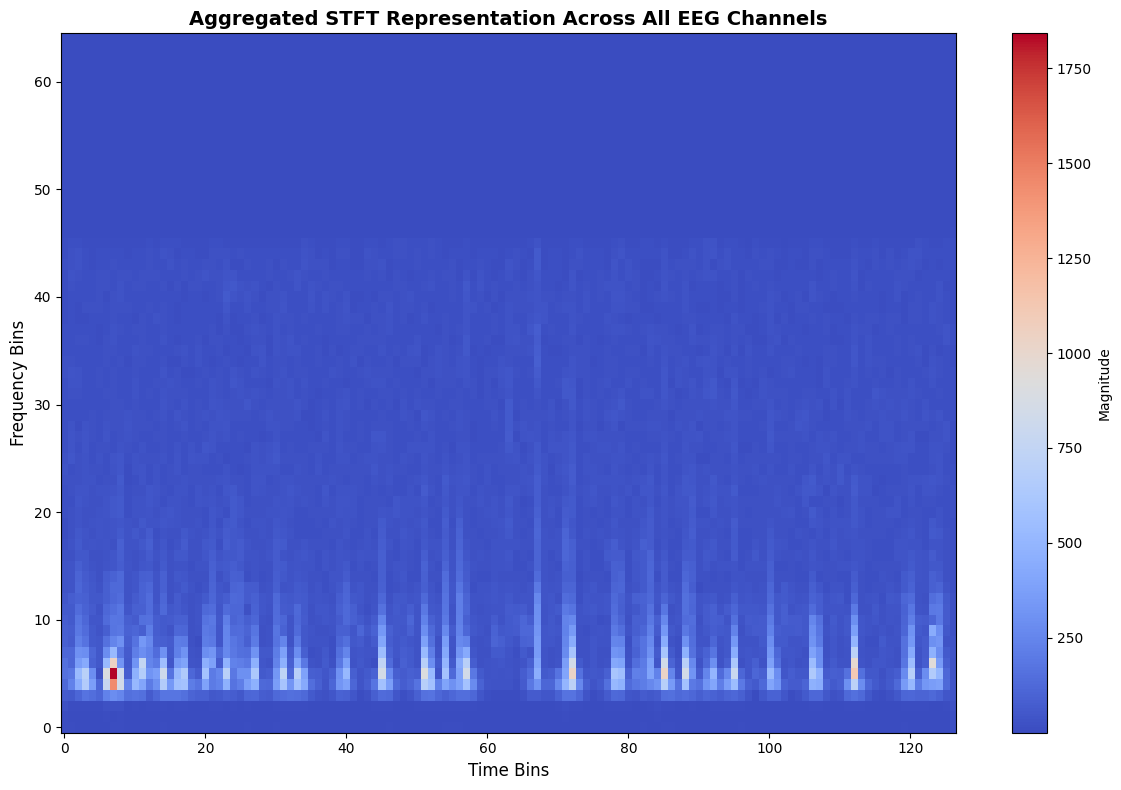 Aggregated STFT Representation Across All EEG Channels
60
50
40
30
20
10
0
Frequency Bins
0 20 40 60 80 100 120
Time Bins
1750
1500
1250
1000
750
500
250
Magnitude